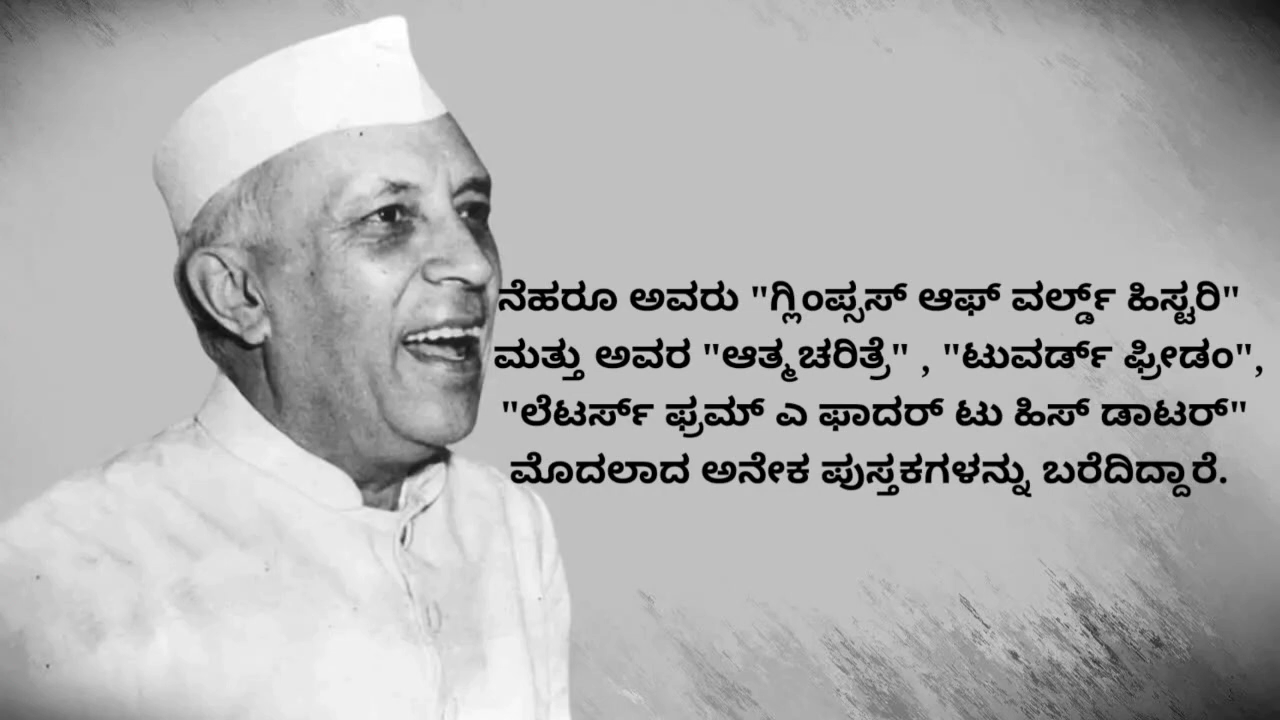 ನೆಹರೂ ಅವರು "ಗ್ಲಿಂಪ್ಸಸ್ ಆಫ್ ವರ್ಲ್ಡ್ ಹಿಸ್ಟರಿ"
ಮತ್ತು ಅವರ "ಆತ್ಮಚರಿತ್ರೆ" , "ಟುವರ್ಡ್ ಫ್ರೀಡಂ",
"ಲೆಟರ್ಸ್ ಫ್ರಮ್ ಎ ಫಾದರ್ ಟು ಹಿಸ್ ಡಾಟರ್"
ಮೊದಲಾದ ಅನೇಕ ಪುಸ್ತಕಗಳನ್ನು ಬರೆದಿದ್ದಾರೆ.